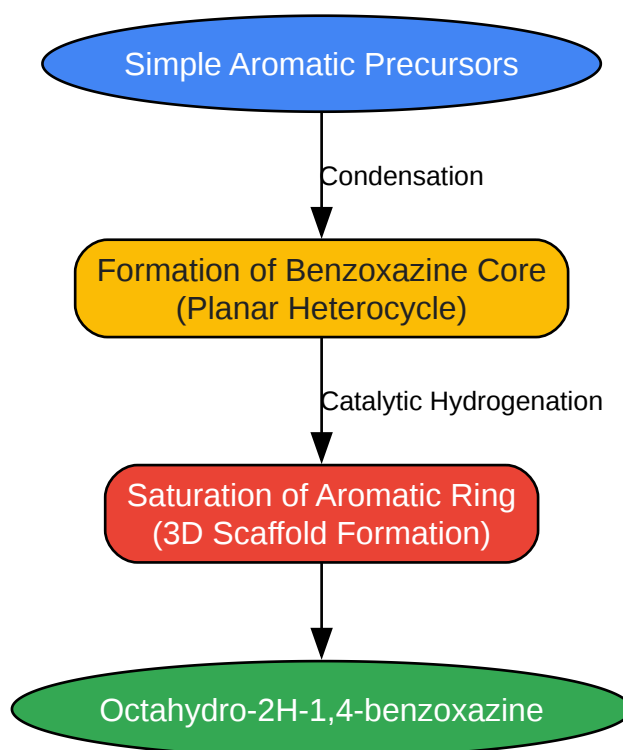 Simple Aromatic Precursors
Condensation
Formation of Benzoxazine Core
(Planar Heterocycle)
Catalytic Hydrogenation
Saturation of Aromatic Ring
(3D Scaffold Formation)
Octahydro-2H-1,4-benzoxazine